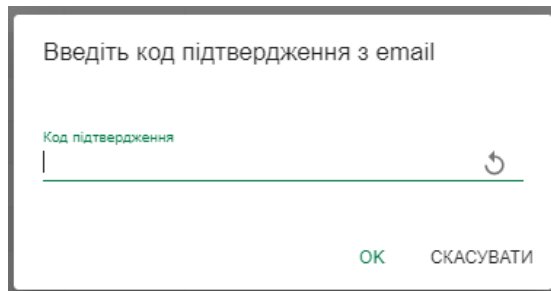 Введіть код підтвердження з email
Код підтвердження
OK СКАСУВАТИ